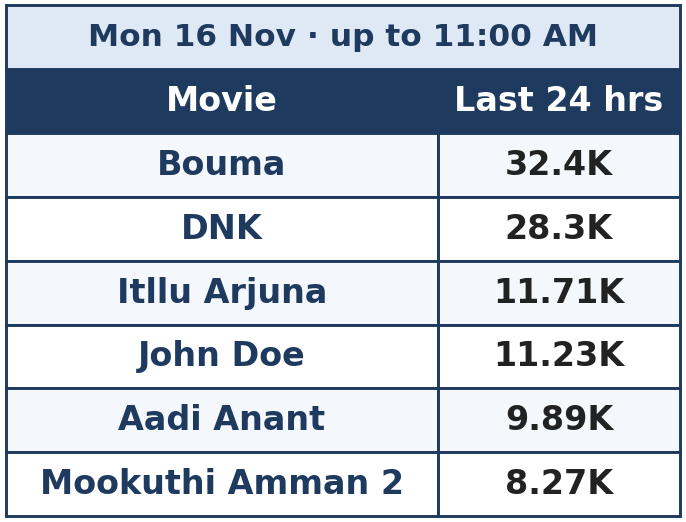 Mon 16 Nov · up to 11:00 AM
Movie Last 24 hrs
Bouma 32.4K
DNK 28.3K
Itllu Arjuna 11.71K
John Doe 11.23K
Aadi Anant 9.89K
Mookuthi Amman 2 8.27K